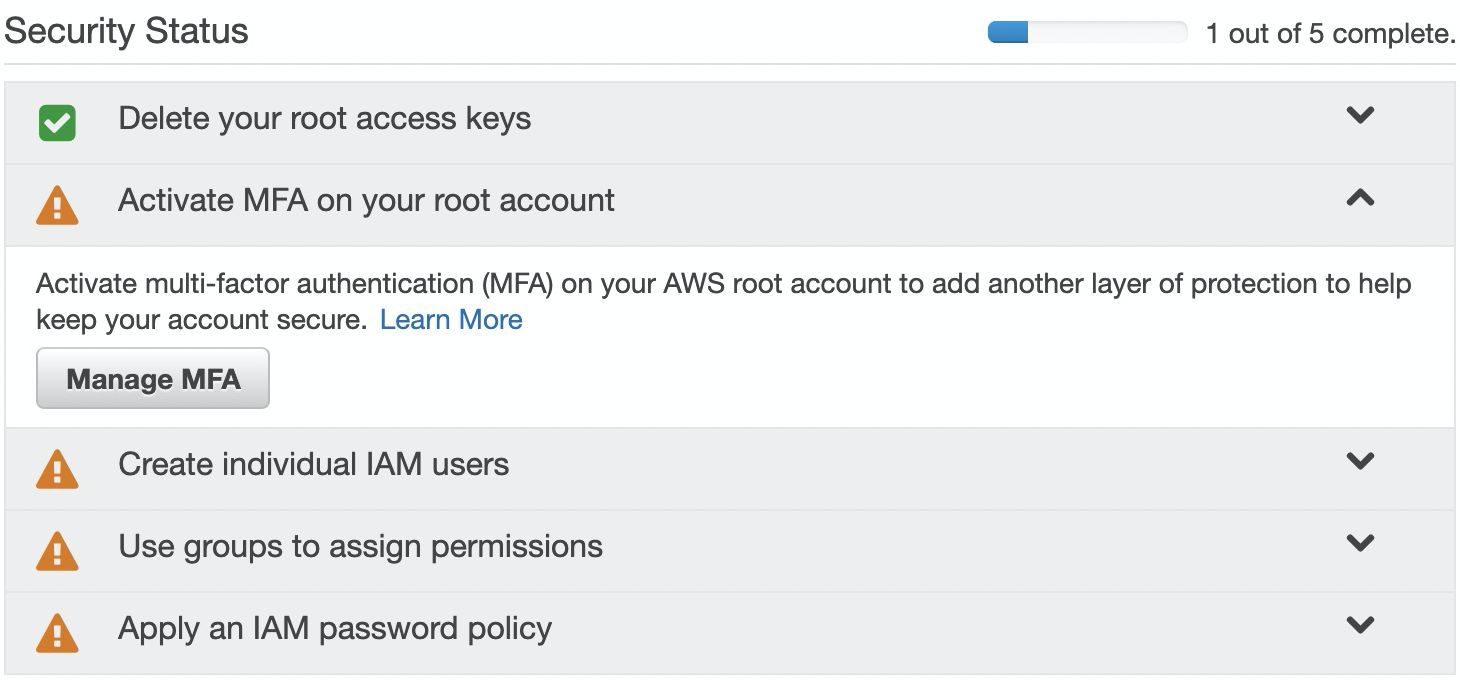 Security Status
1 out of 5 complete.
Delete your root access keys
Activate MFA on your root account
Activate multi-factor authentication (MFA) on your AWS root account to add another layer of protection to help
keep your account secure. Learn More
Manage MFA
Create individual IAM users
Use groups to assign permissions
Apply an IAM password policy